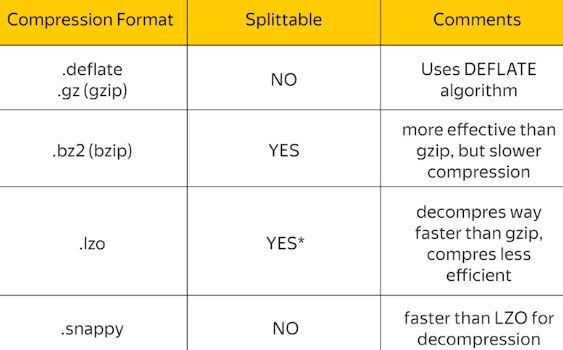 Compression Format Splittable Comments
.deflate
.gz (gzip)
NO
Uses DEFLATE
algorithm
.bz2 (bzip)
YES
more effective than
gzip, but slower
compression
.lzo
YES*
decompres way
faster than gzip,
compres less
efficient
.snappy
NO
faster than LZO for
decompression